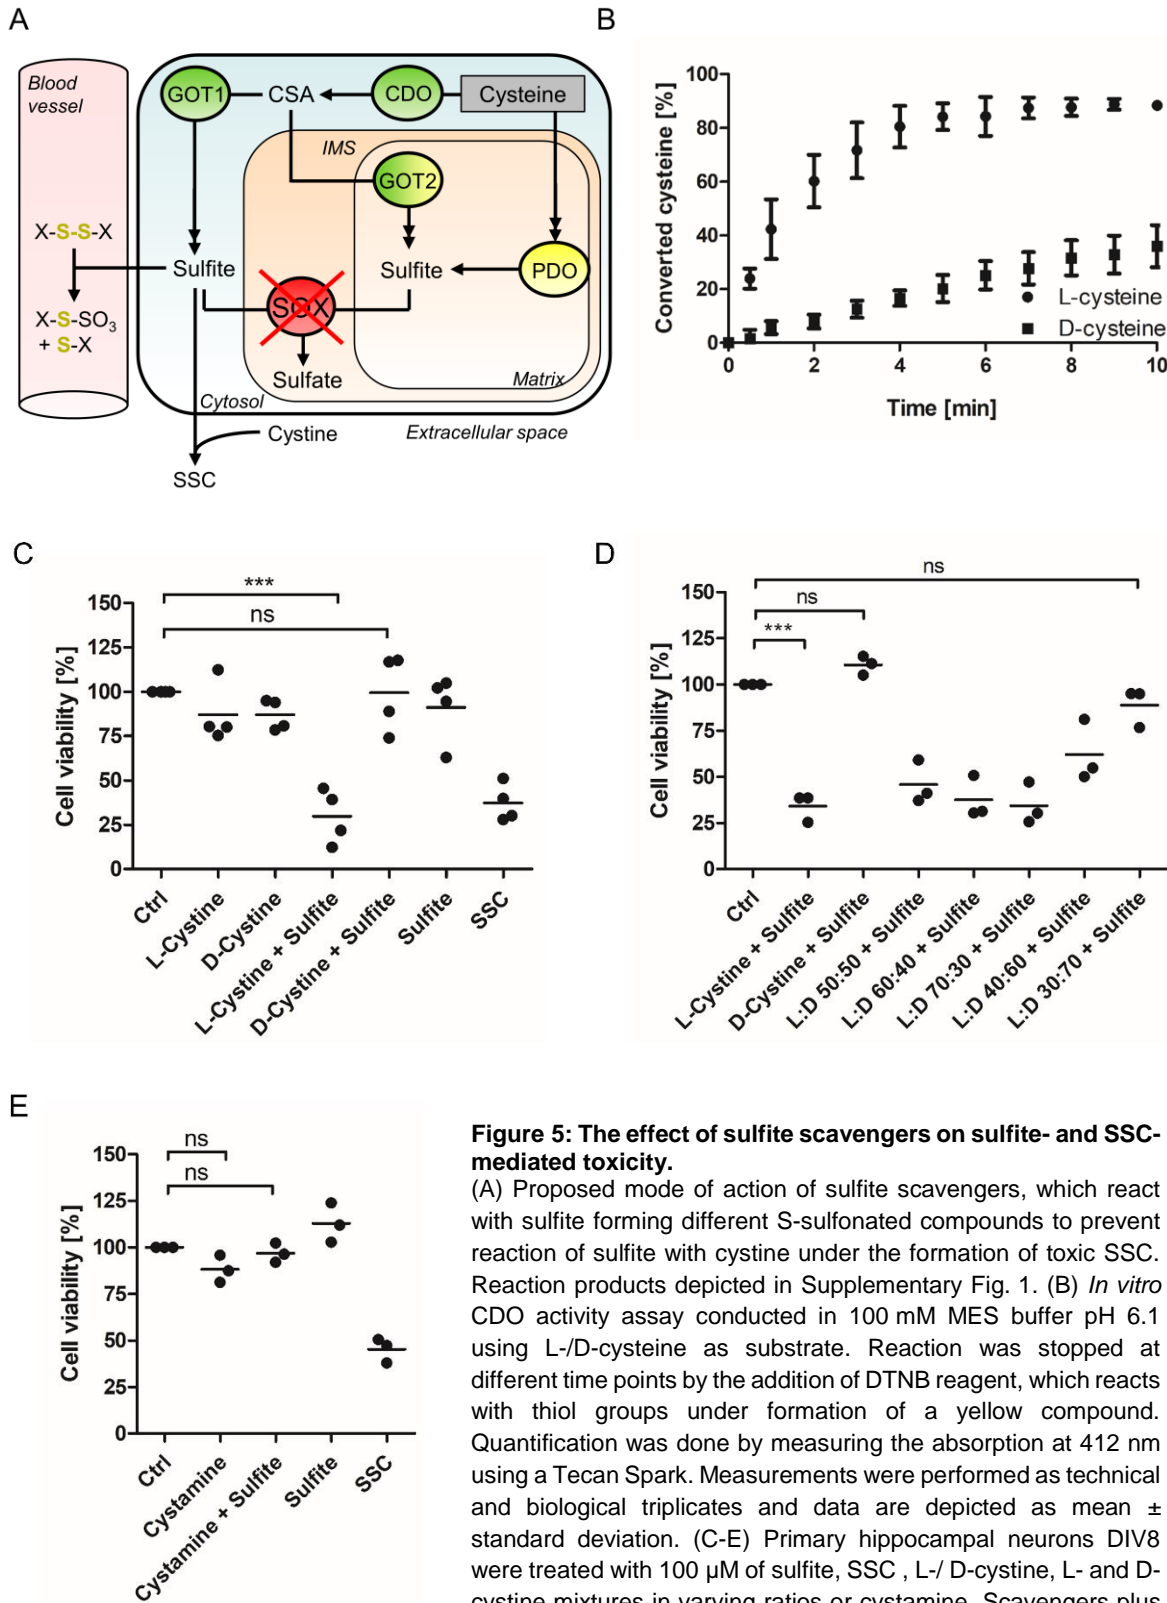 A
Blood
vessel
GOT1
CSA
CDO
Cysteine
IMS
GOT2
X-S-S-X
Sulfite
Sulfite
PDO
SOX
X-S-SO3
+ S-X
Sulfate
Matrix
Cytosol
Cystine
Extracellular space
SSC
B
Converted cysteine [%]
100
80
60
40
20
0
0 2 4 6 8 10
Time [min]
L-cysteine
D-cysteine
C
Cell viability [%]
150
125
100
75
50
25
0
***
ns
Ctrl
L-Cystine
D-Cystine
L-Cystine + Sulfite
D-Cystine + Sulfite
Sulfite
SSC
D
Cell viability [%]
150
125
100
75
50
25
0
ns
ns
***
Ctrl
L-Cystine + Sulfite
D-Cystine + Sulfite
L:D 50:50 + Sulfite
L:D 60:40 + Sulfite
L:D 70:30 + Sulfite
L:D 40:60 + Sulfite
L:D 30:70 + Sulfite
E
Cell viability [%]
150
125
100
75
50
25
0
ns
ns
Ctrl
Cystamine
Cystamine + Sulfite
Sulfite
SSC
Figure 5: The effect of sulfite scavengers on sulfite- and SSC-
mediated toxicity.
(A) Proposed mode of action of sulfite scavengers, which react
with sulfite forming different S-sulfonated compounds to prevent
reaction of sulfite with cystine under the formation of toxic SSC.
Reaction products depicted in Supplementary Fig. 1. (B) In vitro
CDO activity assay conducted in 100 mM MES buffer pH 6.1
using L-/D-cysteine as substrate. Reaction was stopped at
different time points by the addition of DTNB reagent, which reacts
with thiol groups under formation of a yellow compound.
Quantification was done by measuring the absorption at 412 nm
using a Tecan Spark. Measurements were performed as technical
and biological triplicates and data are depicted as mean ±
standard deviation. (C-E) Primary hippocampal neurons DIV8
were treated with 100 µM of sulfite, SSC , L-/ D-cystine, L- and D-
cystine mixtures in varying ratios or cystamine. Scavengers plus